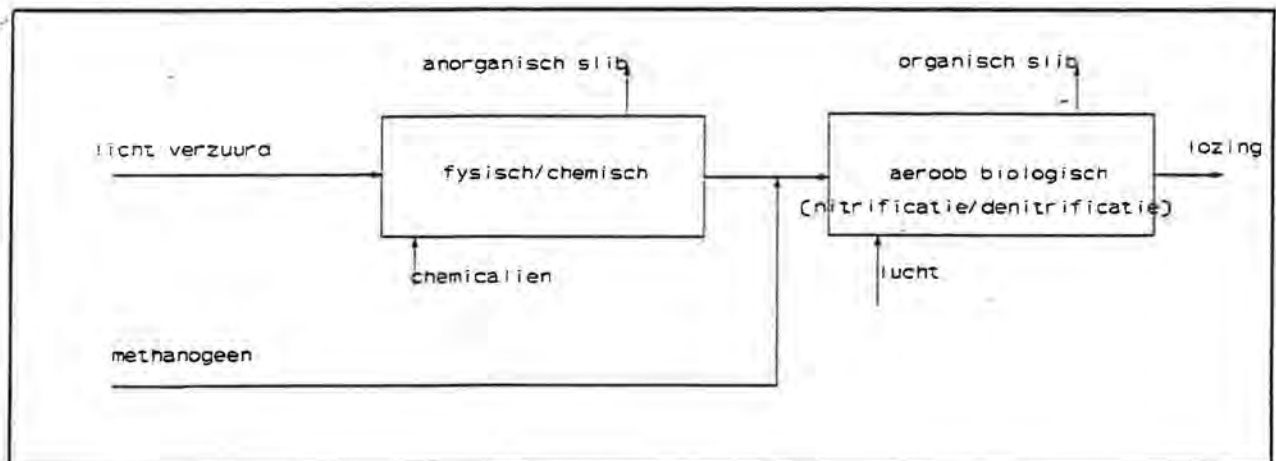 anorganisch slib
organisch slib
licht verzuurd
fysisch/chemisch
aeroob biologisch
(nitrificatie/denitrificatie)
lozing
chemicalien
lucht
methanogeen